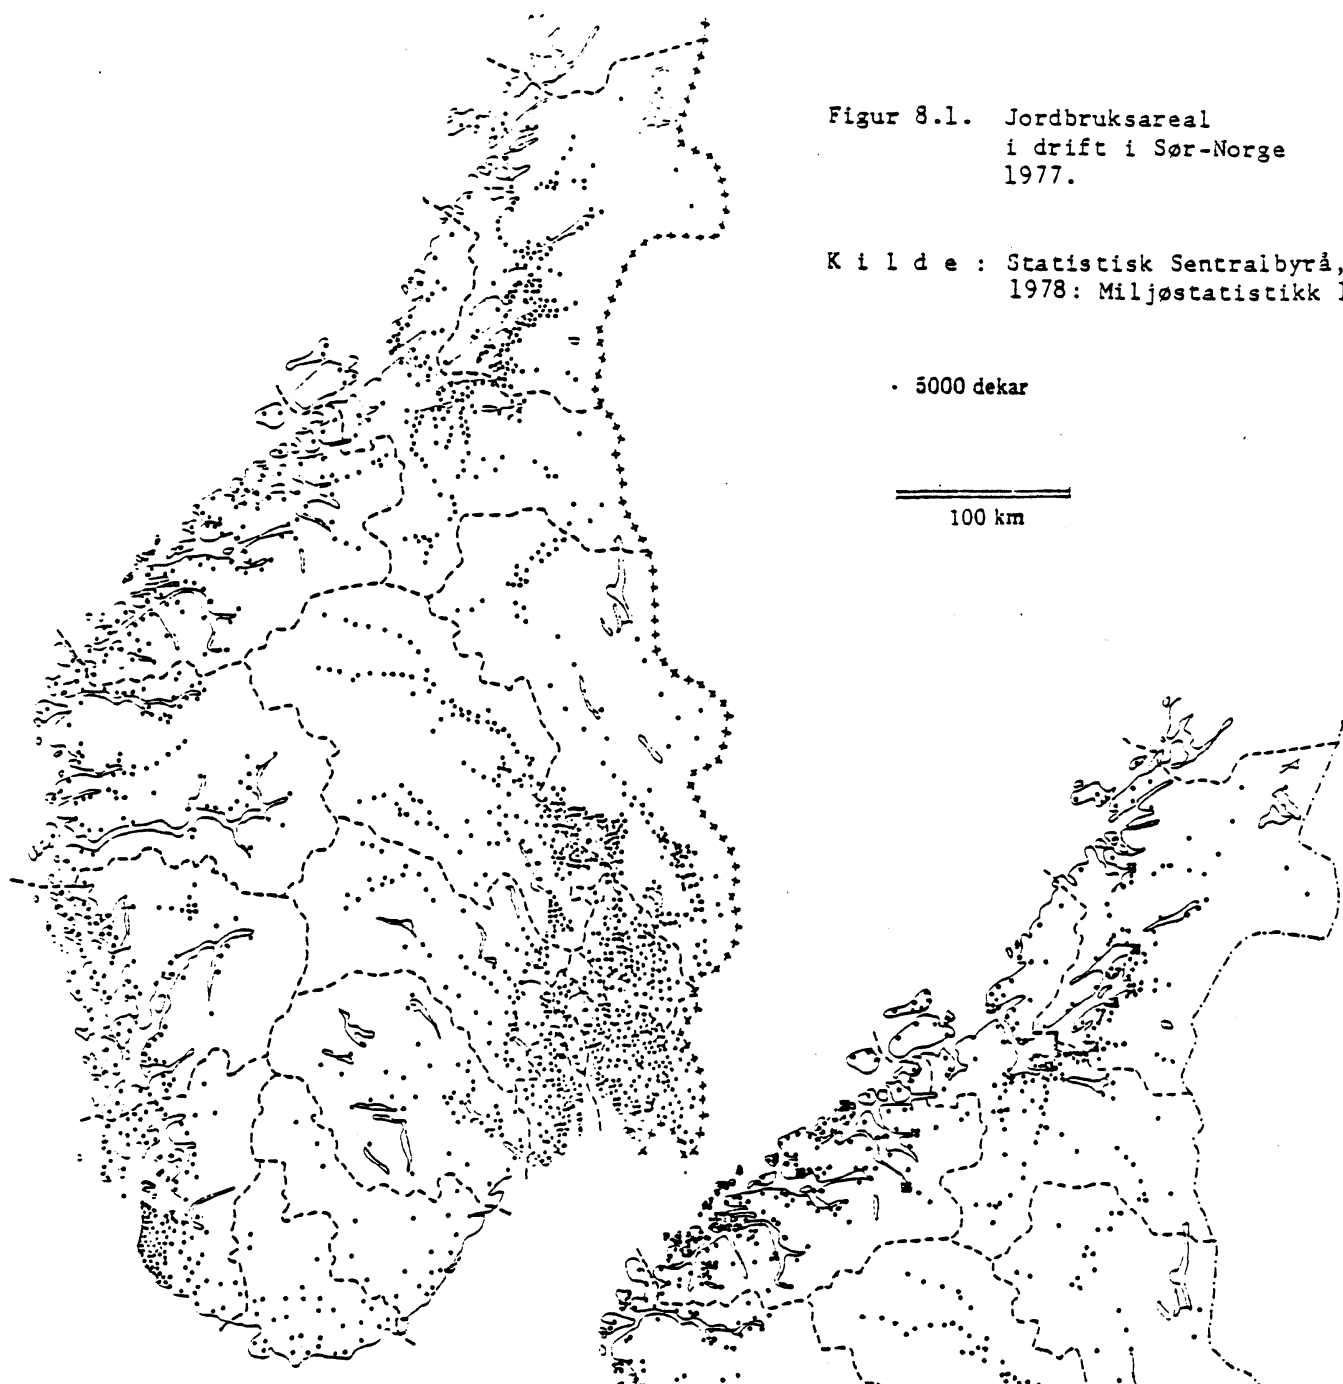 Figur 8.1. Jordbruksareal
i drift i Sør-Norge
1977.
K i l d e : Statistisk Sentralbyrå,
1978: Miljøstatistikk
· 5000 dekar
100 km